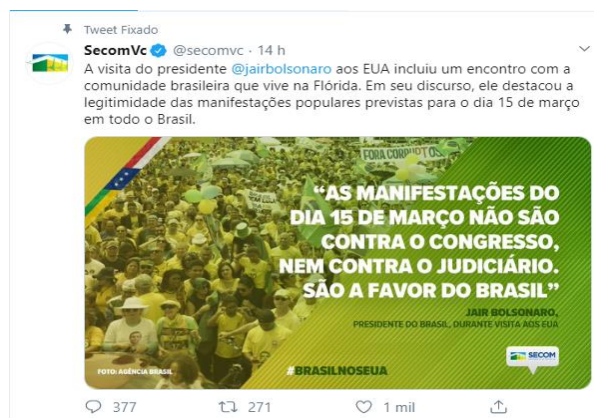 Tweet Fixado
SecomVc @secomvc · 14 h
A visita do presidente @jairbolsonaro aos EUA incluiu um encontro com a
comunidade brasileira que vive na Flórida. Em seu discurso, ele destacou a
legitimidade das manifestações populares previstas para o dia 15 de março
em todo o Brasil.
FORA CORRUPTOS
“AS MANIFESTAÇÕES DO
DIA 15 DE MARÇO NÃO SÃO
CONTRA O CONGRESSO,
NEM CONTRA O JUDICIÁRIO.
SÃO A FAVOR DO BRASIL”
JAIR BOLSONARO,
PRESIDENTE DO BRASIL, DURANTE VISITA AOS EUA
SECOM
FOTO: AGÊNCIA BRASIL
#BRASILNOSEUA
377 271 1 mil